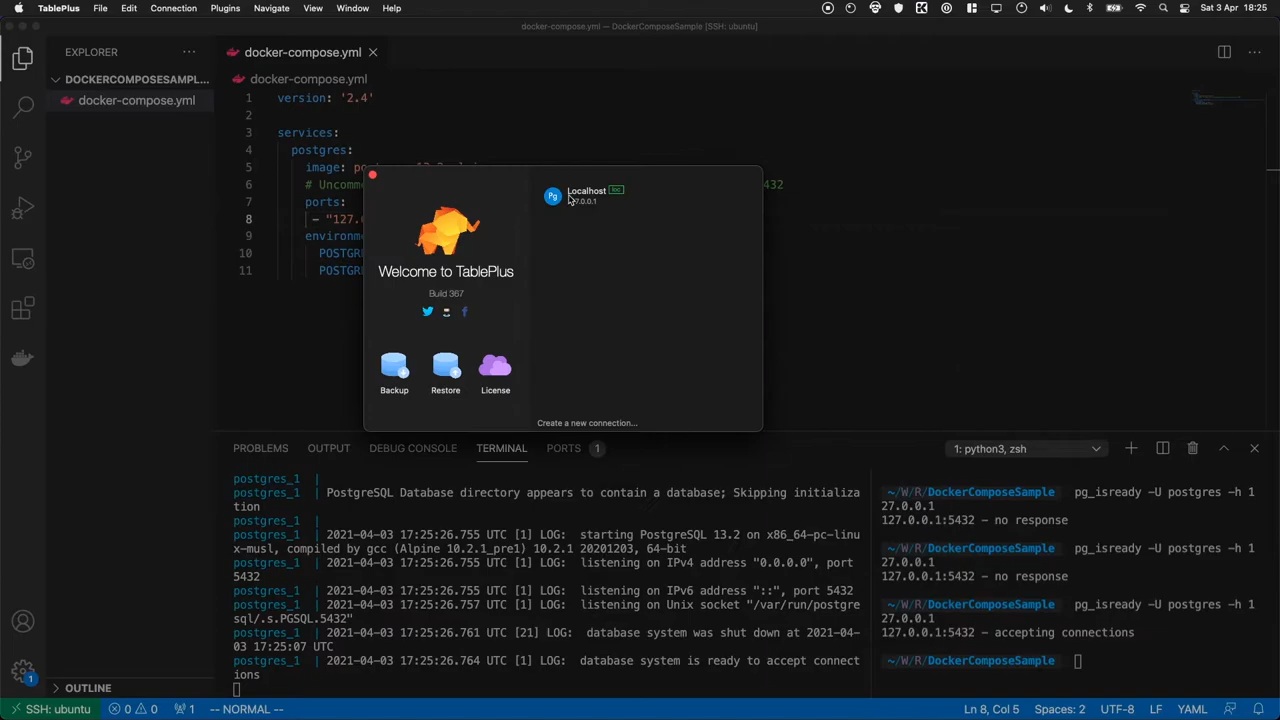 TablePlus File Edit Connection Plugins Navigate View Window Help Sat 3 Apr 18:25
docker-compose.yml — DockerComposeSample [SSH: ubuntu]
EXPLORER ···
docker-compose.yml
DOCKERCOMPOSESAMPL...
docker-compose.yml
docker-compose.yml
1 version: '2.4'
2
3 services:
4 postgres:
5 image:
6 # Uncomm 432
7 ports:
8 - "127.0
9 environme
10 POSTGR
11 POSTGR
Pg Localhost loc
Welcome to TablePlus
Build 367
Backup Restore License
Create a new connection...
PROBLEMS OUTPUT DEBUG CONSOLE TERMINAL PORTS 1 1: python3, zsh
postgres_1 |
postgres_1 | PostgreSQL Database directory appears to contain a database; Skipping initializa
tion
postgres_1 |
postgres_1 | 2021-04-03 17:25:26.755 UTC [1] LOG: starting PostgreSQL 13.2 on x86_64-pc-linu
x-musl, compiled by gcc (Alpine 10.2.1_pre1) 10.2.1 20201203, 64-bit
postgres_1 | 2021-04-03 17:25:26.755 UTC [1] LOG: listening on IPv4 address "0.0.0.0", port
5432
postgres_1 | 2021-04-03 17:25:26.755 UTC [1] LOG: listening on IPv6 address "::", port 5432
postgres_1 | 2021-04-03 17:25:26.757 UTC [1] LOG: listening on Unix socket "/var/run/postgre
sql/.s.PGSQL.5432"
postgres_1 | 2021-04-03 17:25:26.761 UTC [21] LOG: database system was shut down at 2021-04-
03 17:25:07 UTC
postgres_1 | 2021-04-03 17:25:26.764 UTC [1] LOG: database system is ready to accept connect
ions
~/W/R/DockerComposeSample pg_isready -U postgres -h 1
27.0.0.1
127.0.0.1:5432 – no response
~/W/R/DockerComposeSample pg_isready -U postgres -h 1
27.0.0.1
127.0.0.1:5432 – no response
~/W/R/DockerComposeSample pg_isready -U postgres -h 1
27.0.0.1
127.0.0.1:5432 – accepting connections
~/W/R/DockerComposeSample
OUTLINE
1
SSH: ubuntu 0 0 1 -- NORMAL -- Ln 8, Col 5 Spaces: 2 UTF-8 LF YAML